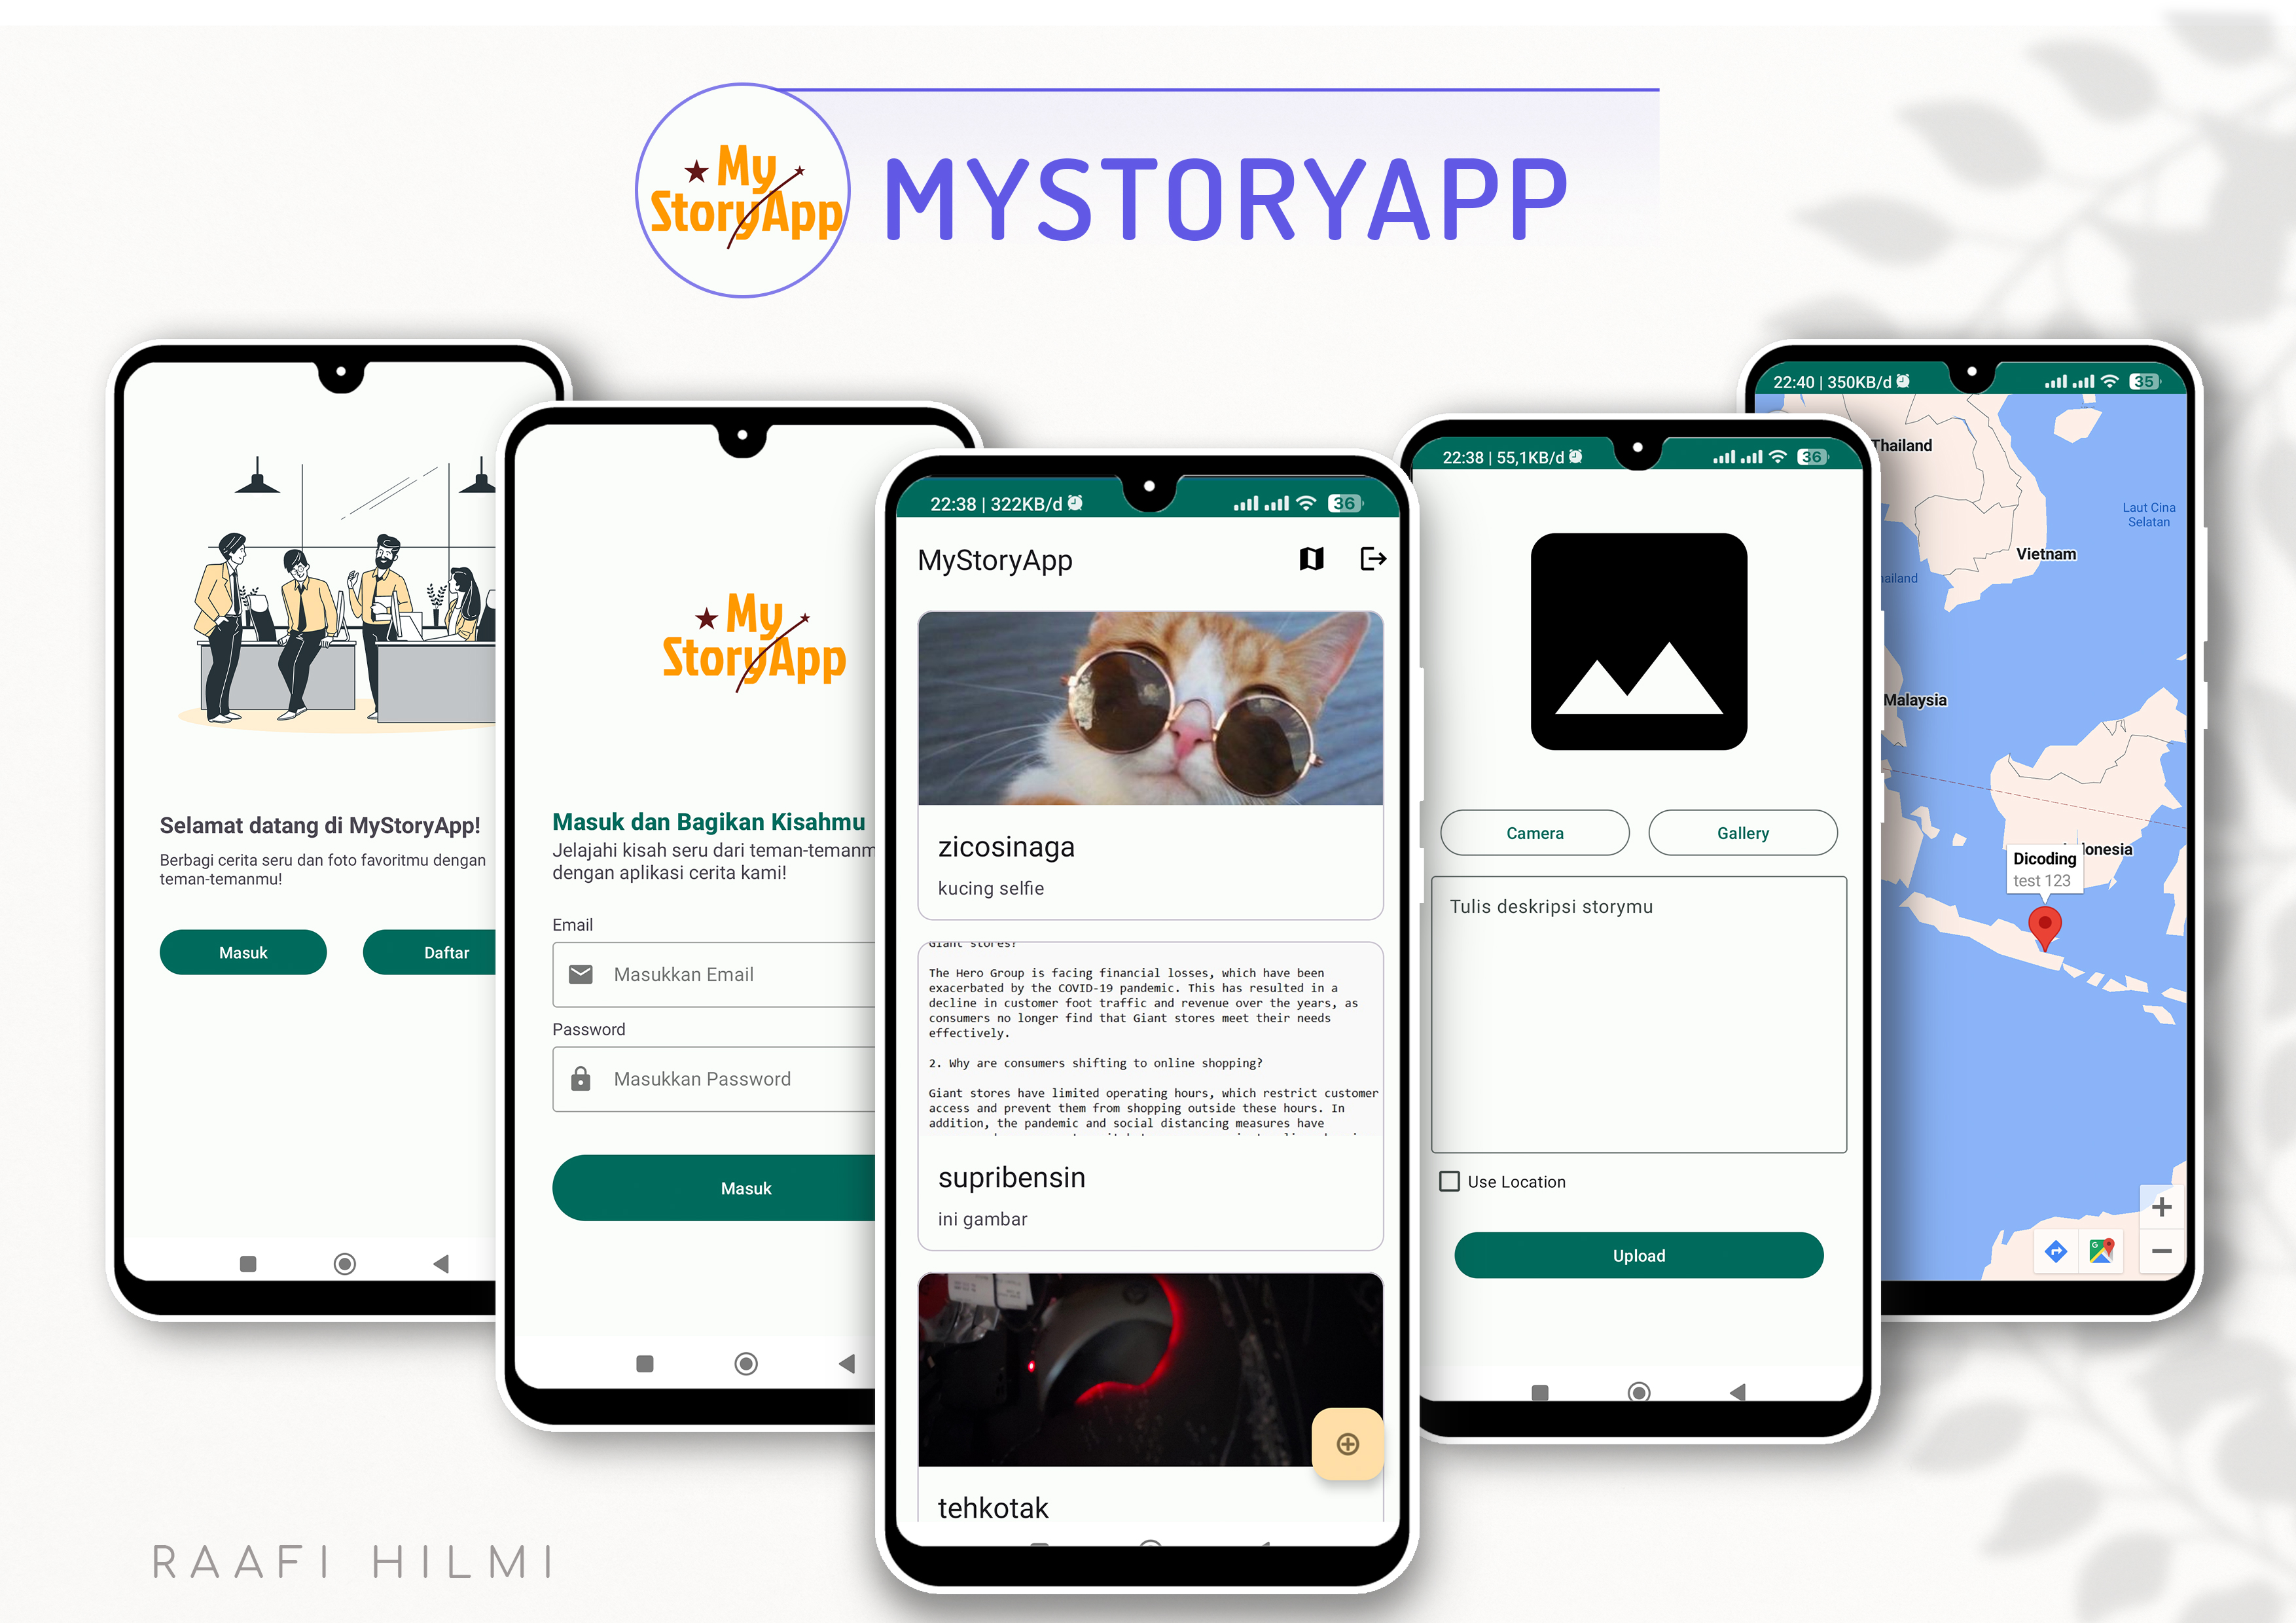 My
StoryApp
MYSTORYAPP
Selamat datang di MyStoryApp!
Berbagi cerita seru dan foto favoritmu dengan
teman-temanmu!
Masuk
Daftar
My
StoryApp
Masuk dan Bagikan Kisahmu
Jelajahi kisah seru dari teman-temanm
dengan aplikasi cerita kami!
Email
Masukkan Email
Password
Masukkan Password
Masuk
22:38 | 322KB/d
36
MyStoryApp
zicosinaga
kucing selfie
Giant stores?
The Hero Group is facing financial losses, which have been
exacerbated by the COVID-19 pandemic. This has resulted in a
decline in customer foot traffic and revenue over the years, as
consumers no longer find that Giant stores meet their needs
effectively.
2. Why are consumers shifting to online shopping?
Giant stores have limited operating hours, which restrict customer
access and prevent them from shopping outside these hours. In
addition, the pandemic and social distancing measures have
supribensin
ini gambar
tehkotak
22:38 | 55,1KB/d
36
Camera
Gallery
Tulis deskripsi storymu
Use Location
Upload
22:40 | 350KB/d
35
Thailand
Laut Cina
Selatan
Vietnam
ailand
Malaysia
donesia
Dicoding
test 123
RAAFI HILMI